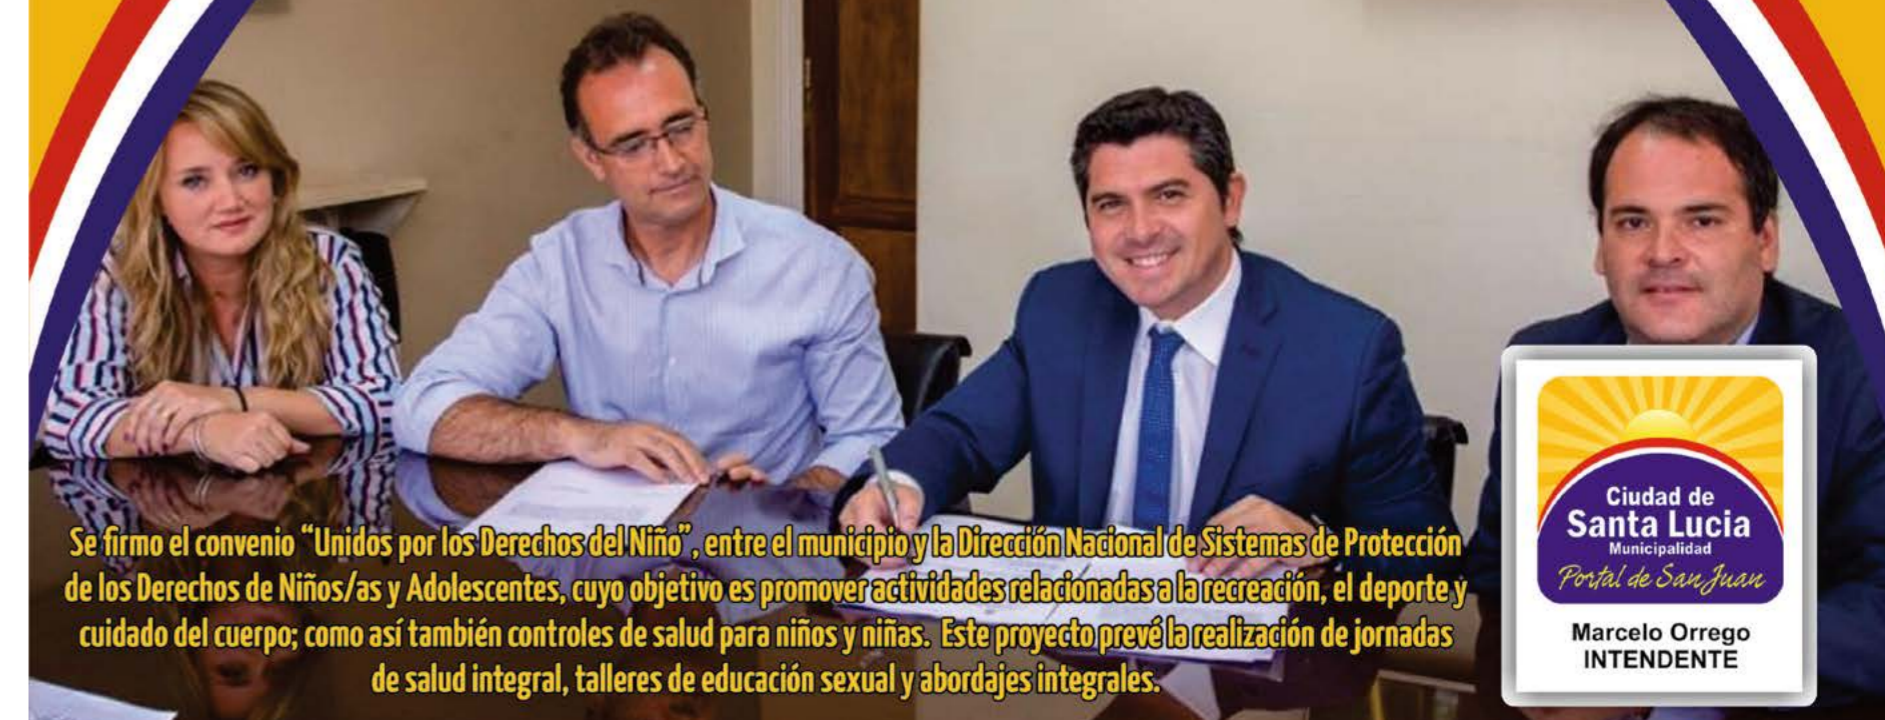 Se firmo el convenio “Unidos por los Derechos del Niño”, entre el municipio y la Dirección Nacional de Sistemas de Protección
de los Derechos de Niños/as y Adolescentes, cuyo objetivo es promover actividades relacionadas a la recreación, el deporte y
cuidado del cuerpo; como así también controles de salud para niños y niñas. Este proyecto prevé la realización de jornadas
de salud integral, talleres de educación sexual y abordajes integrales.
Ciudad de
Santa Lucia
Municipalidad
Portal de San Juan
Marcelo Orrego
INTENDENTE